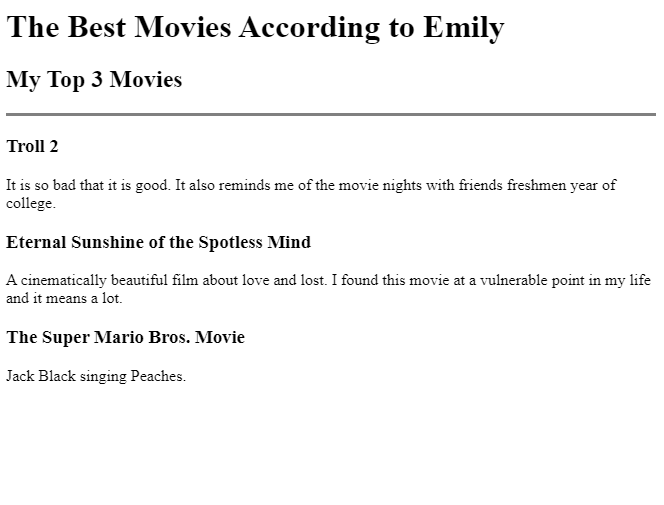 The Best Movies According to Emily
My Top 3 Movies
Troll 2
It is so bad that it is good. It also reminds me of the movie nights with friends freshmen year of
college.
Eternal Sunshine of the Spotless Mind
A cinematically beautiful film about love and lost. I found this movie at a vulnerable point in my life
and it means a lot.
The Super Mario Bros. Movie
Jack Black singing Peaches.